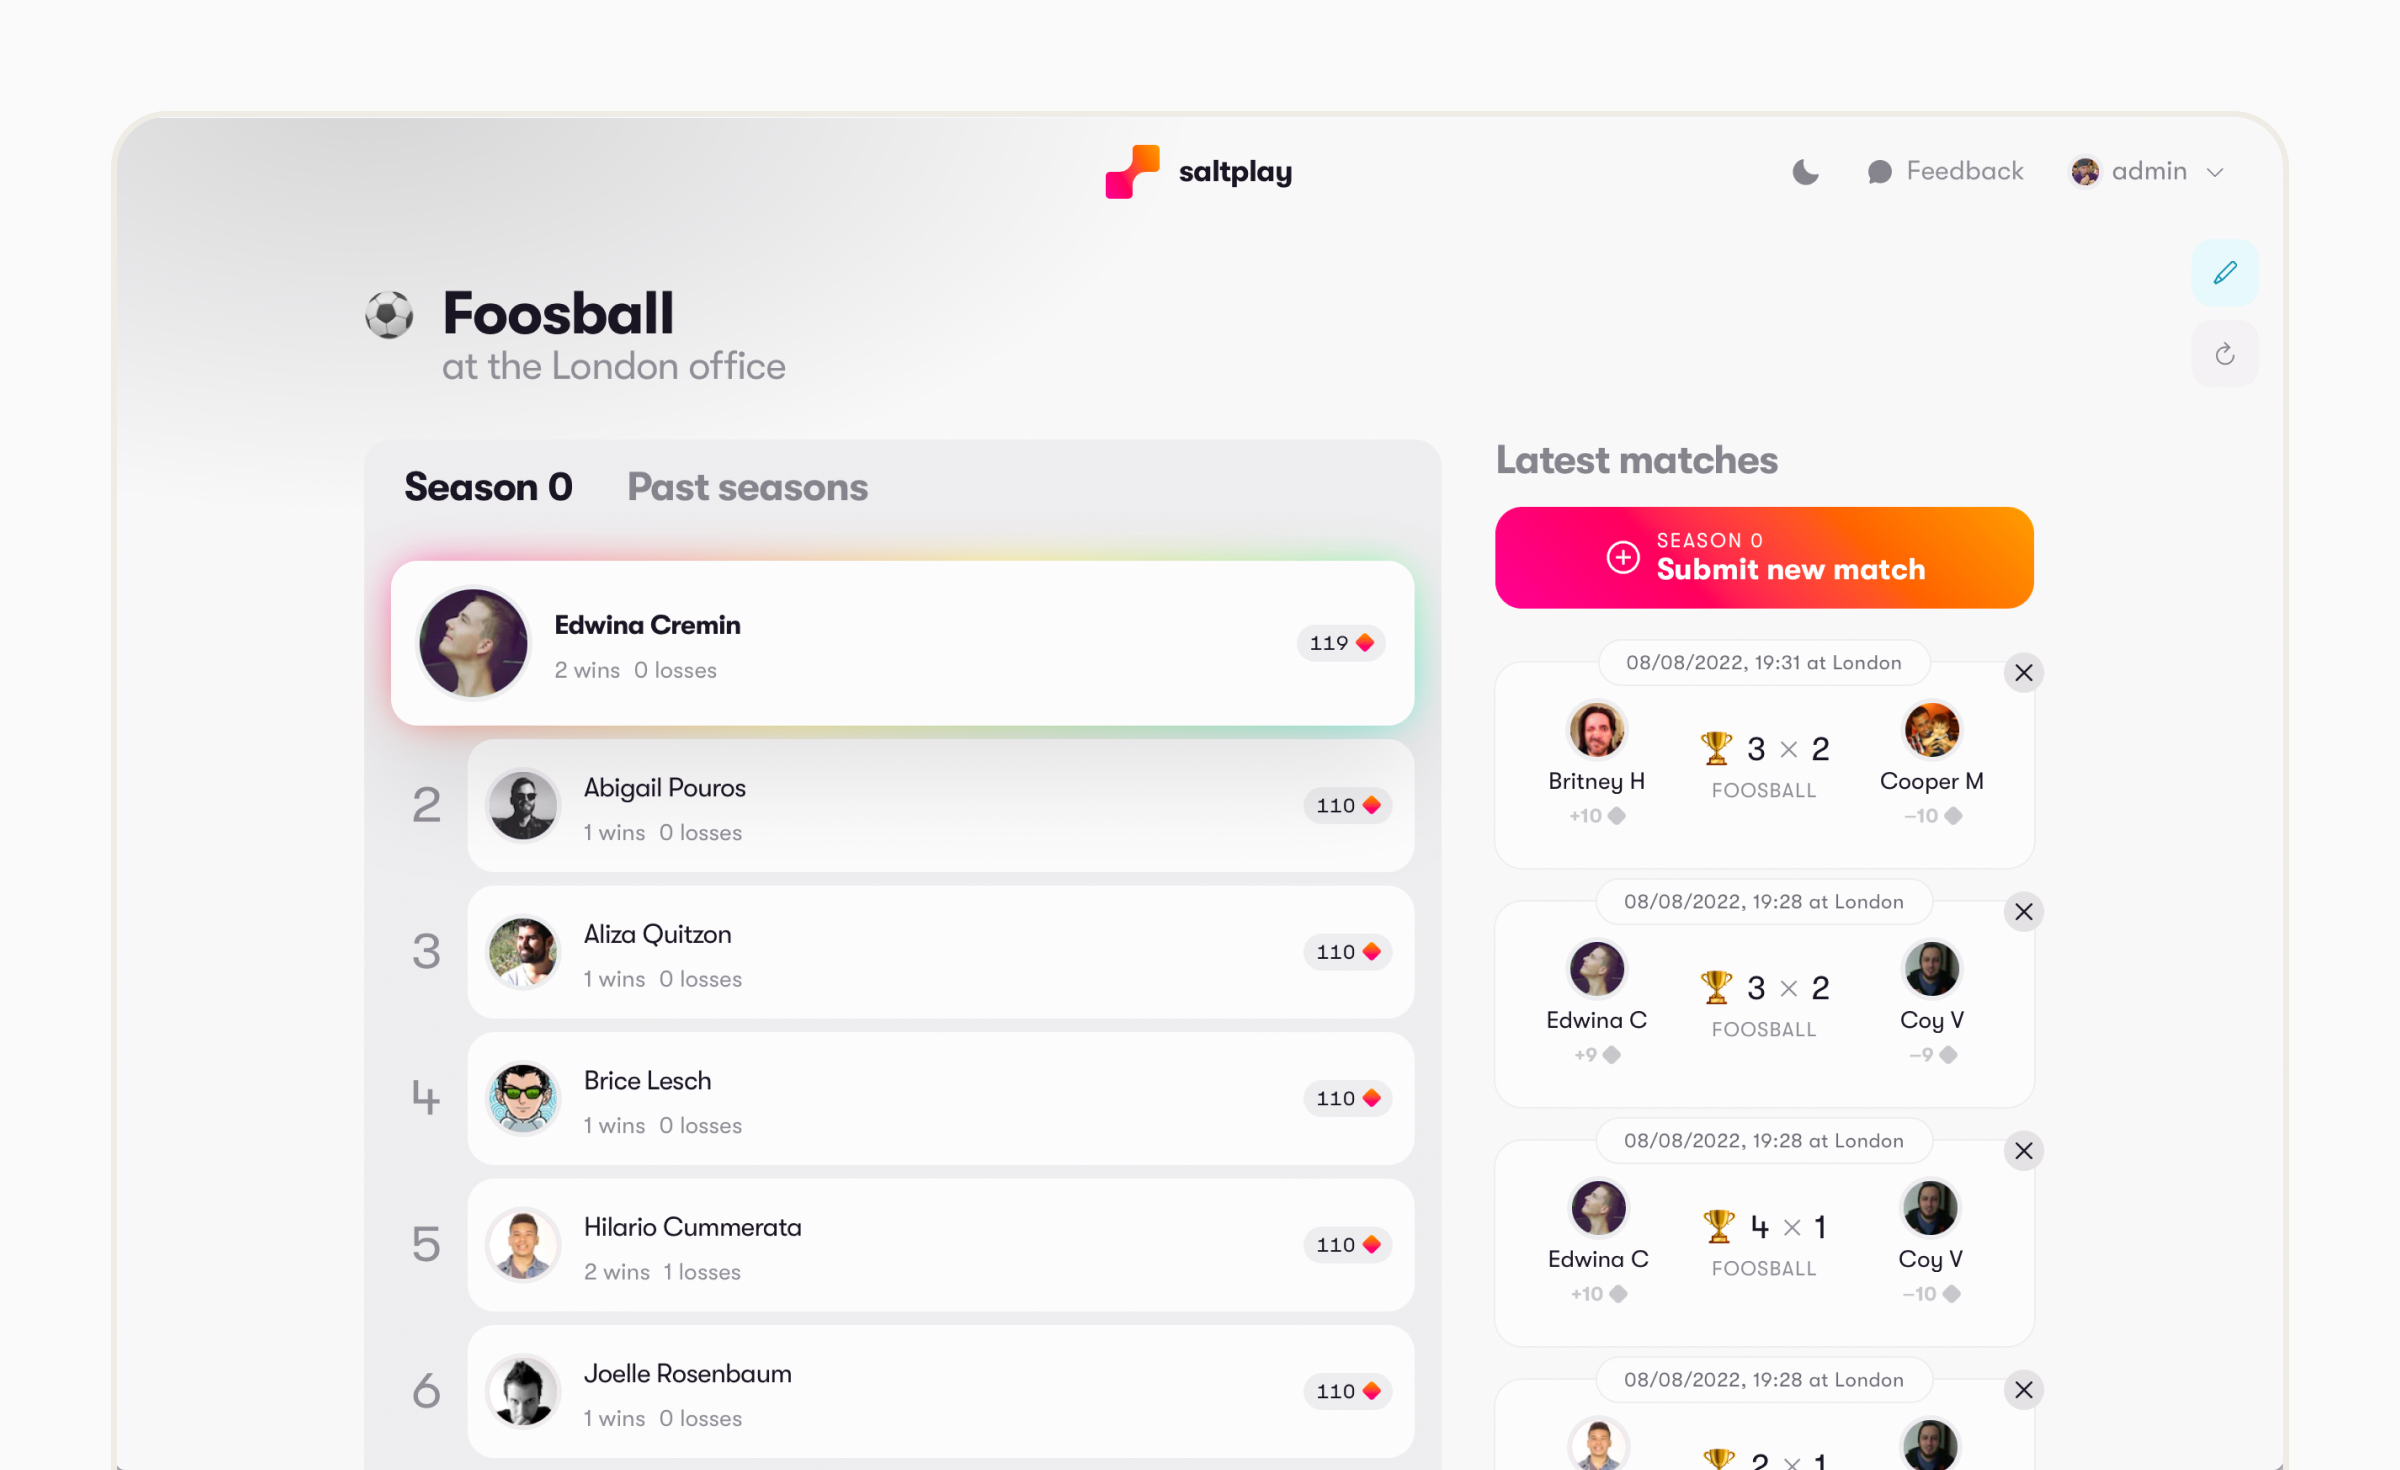 saltplay
Feedback
admin
Foosball
at the London office
Season 0
Past seasons
Edwina Cremin
2 wins 0 losses
119
2
Abigail Pouros
1 wins 0 losses
110
3
Aliza Quitzon
1 wins 0 losses
110
4
Brice Lesch
1 wins 0 losses
110
5
Hilario Cummerata
2 wins 1 losses
110
6
Joelle Rosenbaum
1 wins 0 losses
110
Latest matches
SEASON 0
Submit new match
08/08/2022, 19:31 at London
Britney H
+10
3 × 2
FOOSBALL
Cooper M
−10
08/08/2022, 19:28 at London
Edwina C
+9
3 × 2
FOOSBALL
Coy V
−9
08/08/2022, 19:28 at London
Edwina C
+10
4 × 1
FOOSBALL
Coy V
−10
08/08/2022, 19:28 at London
2 × 1